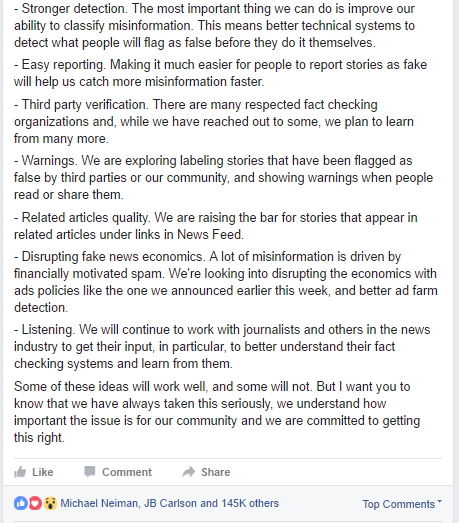 - Stronger detection. The most important thing we can do is improve our
ability to classify misinformation. This means better technical systems to
detect what people will flag as false before they do it themselves.
- Easy reporting. Making it much easier for people to report stories as fake
will help us catch more misinformation faster.
- Third party verification. There are many respected fact checking
organizations and, while we have reached out to some, we plan to learn
from many more.
- Warnings. We are exploring labeling stories that have been flagged as
false by third parties or our community, and showing warnings when people
read or share them.
- Related articles quality. We are raising the bar for stories that appear in
related articles under links in News Feed.
- Disrupting fake news economics. A lot of misinformation is driven by
financially motivated spam. We're looking into disrupting the economics with
ads policies like the one we announced earlier this week, and better ad farm
detection.
- Listening. We will continue to work with journalists and others in the news
industry to get their input, in particular, to better understand their fact
checking systems and learn from them.
Some of these ideas will work well, and some will not. But I want you to
know that we have always taken this seriously, we understand how
important the issue is for our community and we are committed to getting
this right.
Like Comment Share
Michael Neiman, JB Carlson and 145K others Top Comments